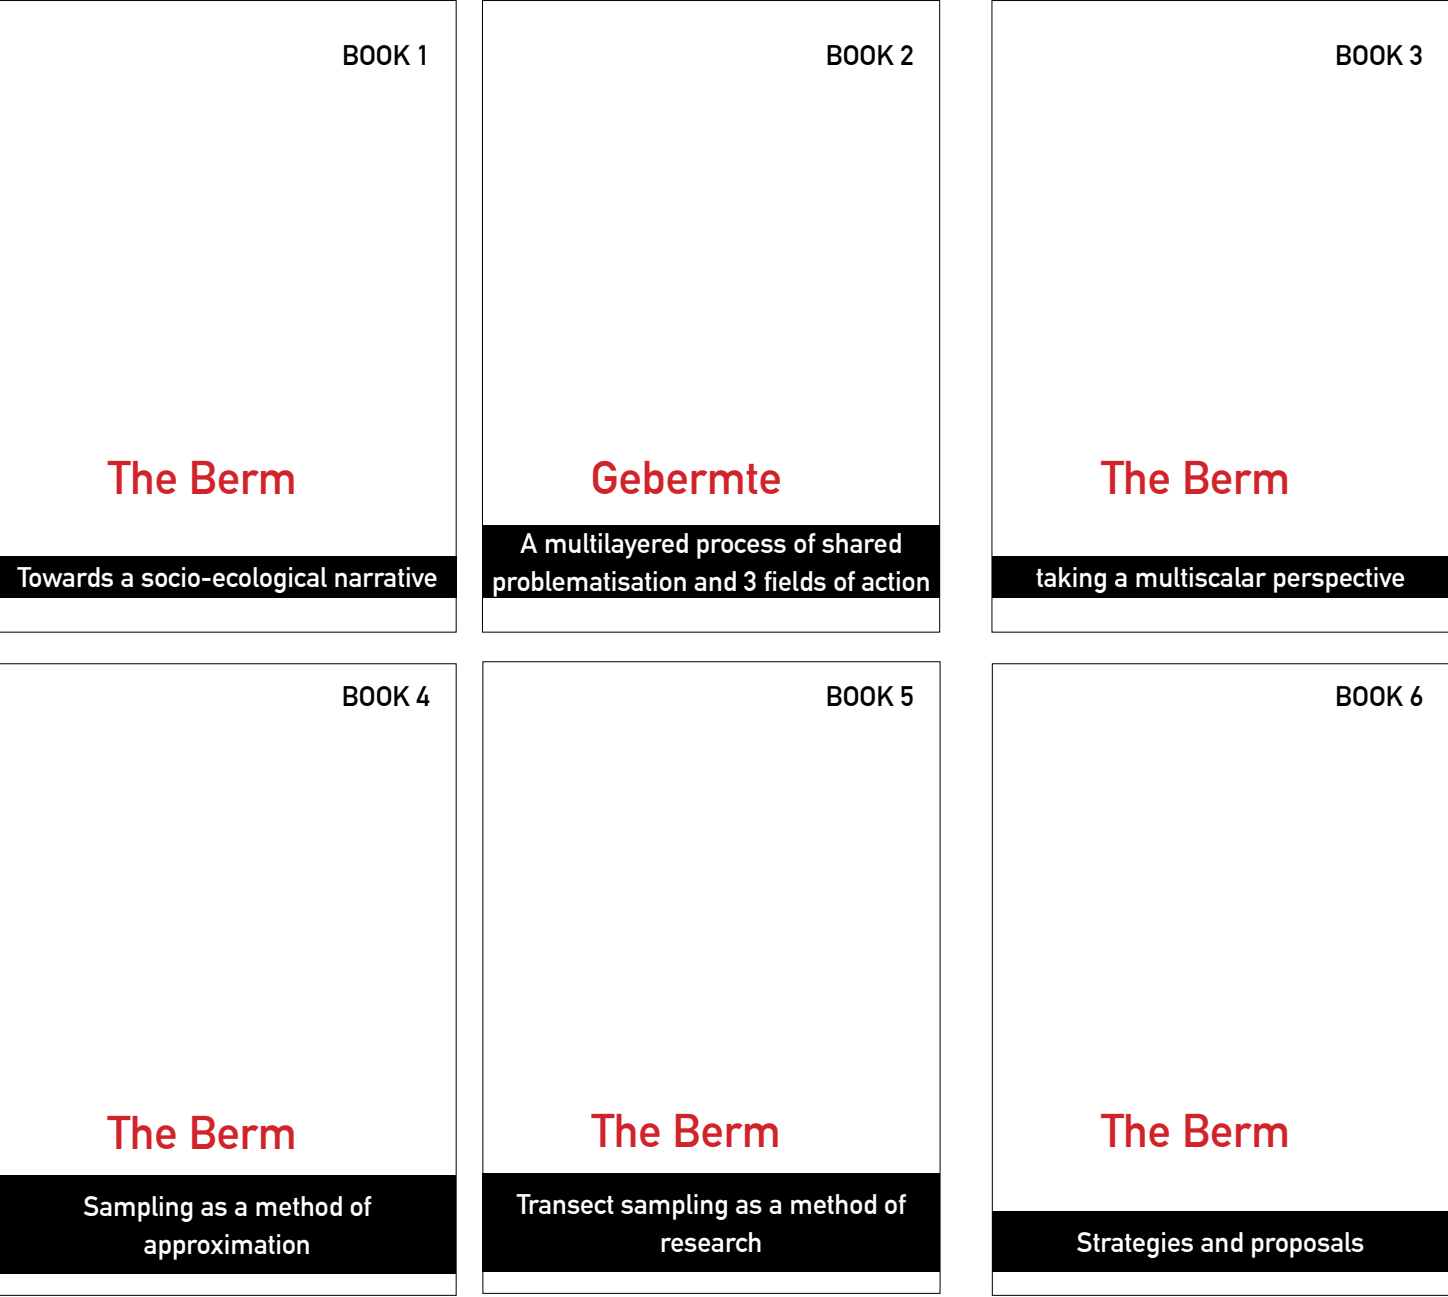 BOOK 1
The Berm
Towards a socio-ecological narrative
BOOK 2
Gebermte
A multilayered process of shared
problematisation and 3 fields of action
BOOK 3
The Berm
taking a multiscalar perspective
BOOK 4
The Berm
Sampling as a method of
approximation
BOOK 5
The Berm
Transect sampling as a method of
research
BOOK 6
The Berm
Strategies and proposals